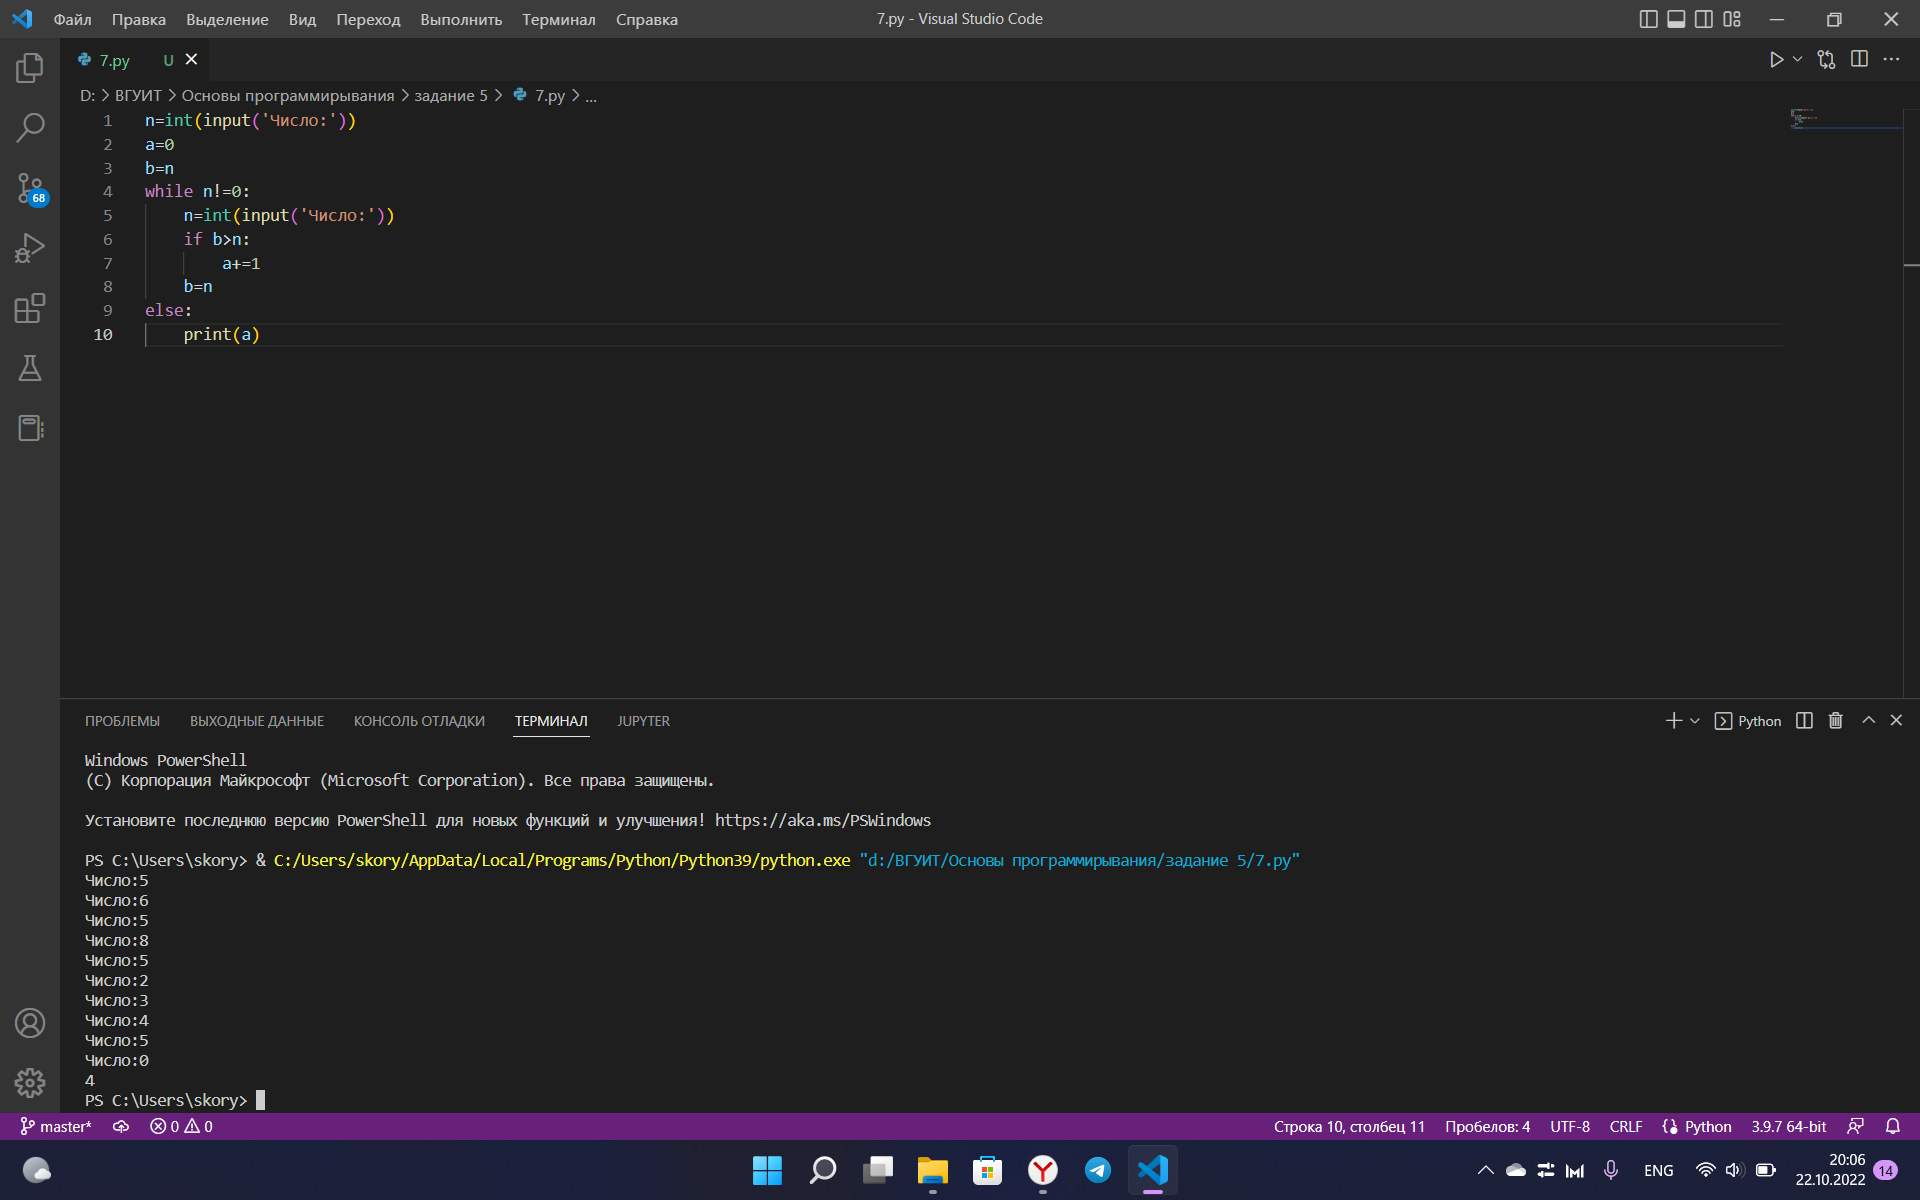 Файл Правка Выделение Вид Переход Выполнить Терминал Справка 7.py - Visual Studio Code
7.py U
D: > ВГУИТ > Основы программирывания > задание 5 > 7.py > ...
1 n=int(input('Число:'))
2 a=0
3 b=n
4 while n!=0:
5 n=int(input('Число:'))
6 if b>n:
7 a+=1
8 b=n
9 else:
10 print(a)
68
ПРОБЛЕМЫ ВЫХОДНЫЕ ДАННЫЕ КОНСОЛЬ ОТЛАДКИ ТЕРМИНАЛ JUPYTER Python
Windows PowerShell
(C) Корпорация Майкрософт (Microsoft Corporation). Все права защищены.
Установите последнюю версию PowerShell для новых функций и улучшения! https://aka.ms/PSWindows
PS C:\Users\skory> & C:/Users/skory/AppData/Local/Programs/Python/Python39/python.exe "d:/ВГУИТ/Основы программирывания/задание 5/7.py"
Число:5
Число:6
Число:5
Число:8
Число:5
Число:2
Число:3
Число:4
Число:5
Число:0
4
PS C:\Users\skory>
master* 0 0 Строка 10, столбец 11 Пробелов: 4 UTF-8 CRLF Python 3.9.7 64-bit
ENG 20:06
22.10.2022 14